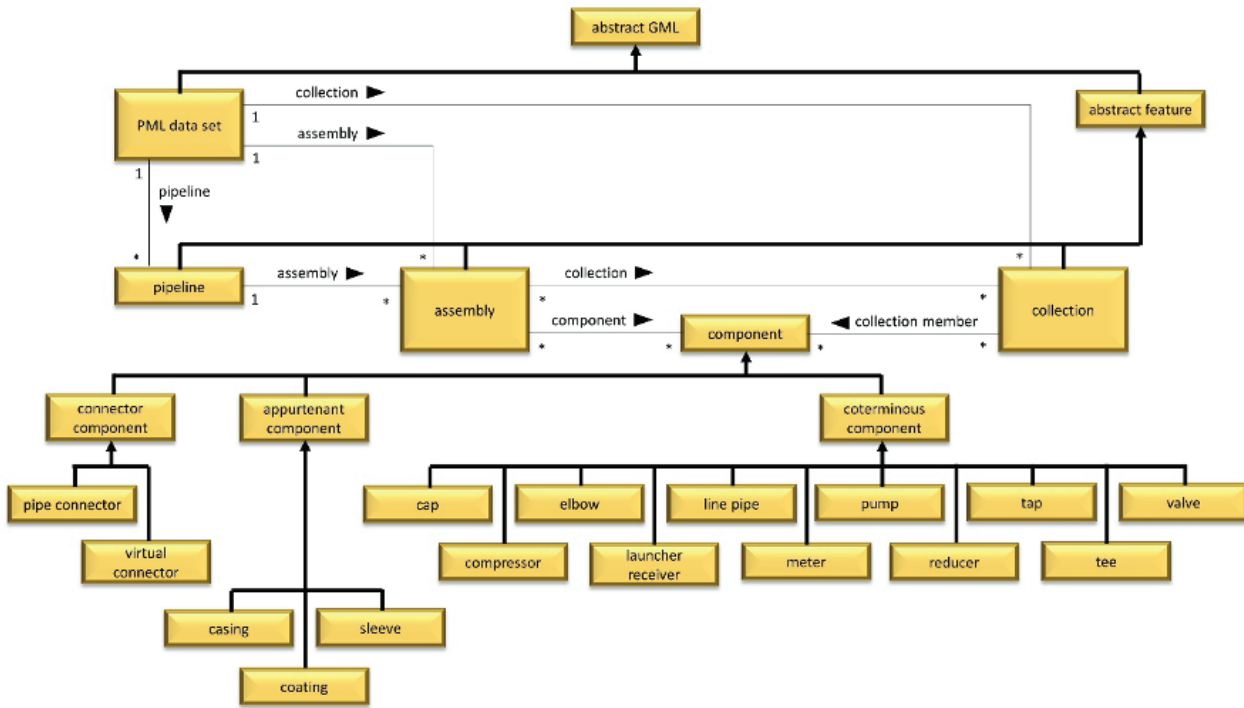 abstract GML
collection
1
PML data set
abstract feature
assembly
1
1
pipeline
*
*
*
assembly
collection
pipeline
1
*
assembly
*
*
collection
component
component
collection member
*
*
*
*
connector
component
appurtenant
component
coterminous
component
pipe connector
cap
elbow
line pipe
pump
tap
valve
virtual
connector
compressor
launcher
receiver
meter
reducer
tee
casing
sleeve
coating